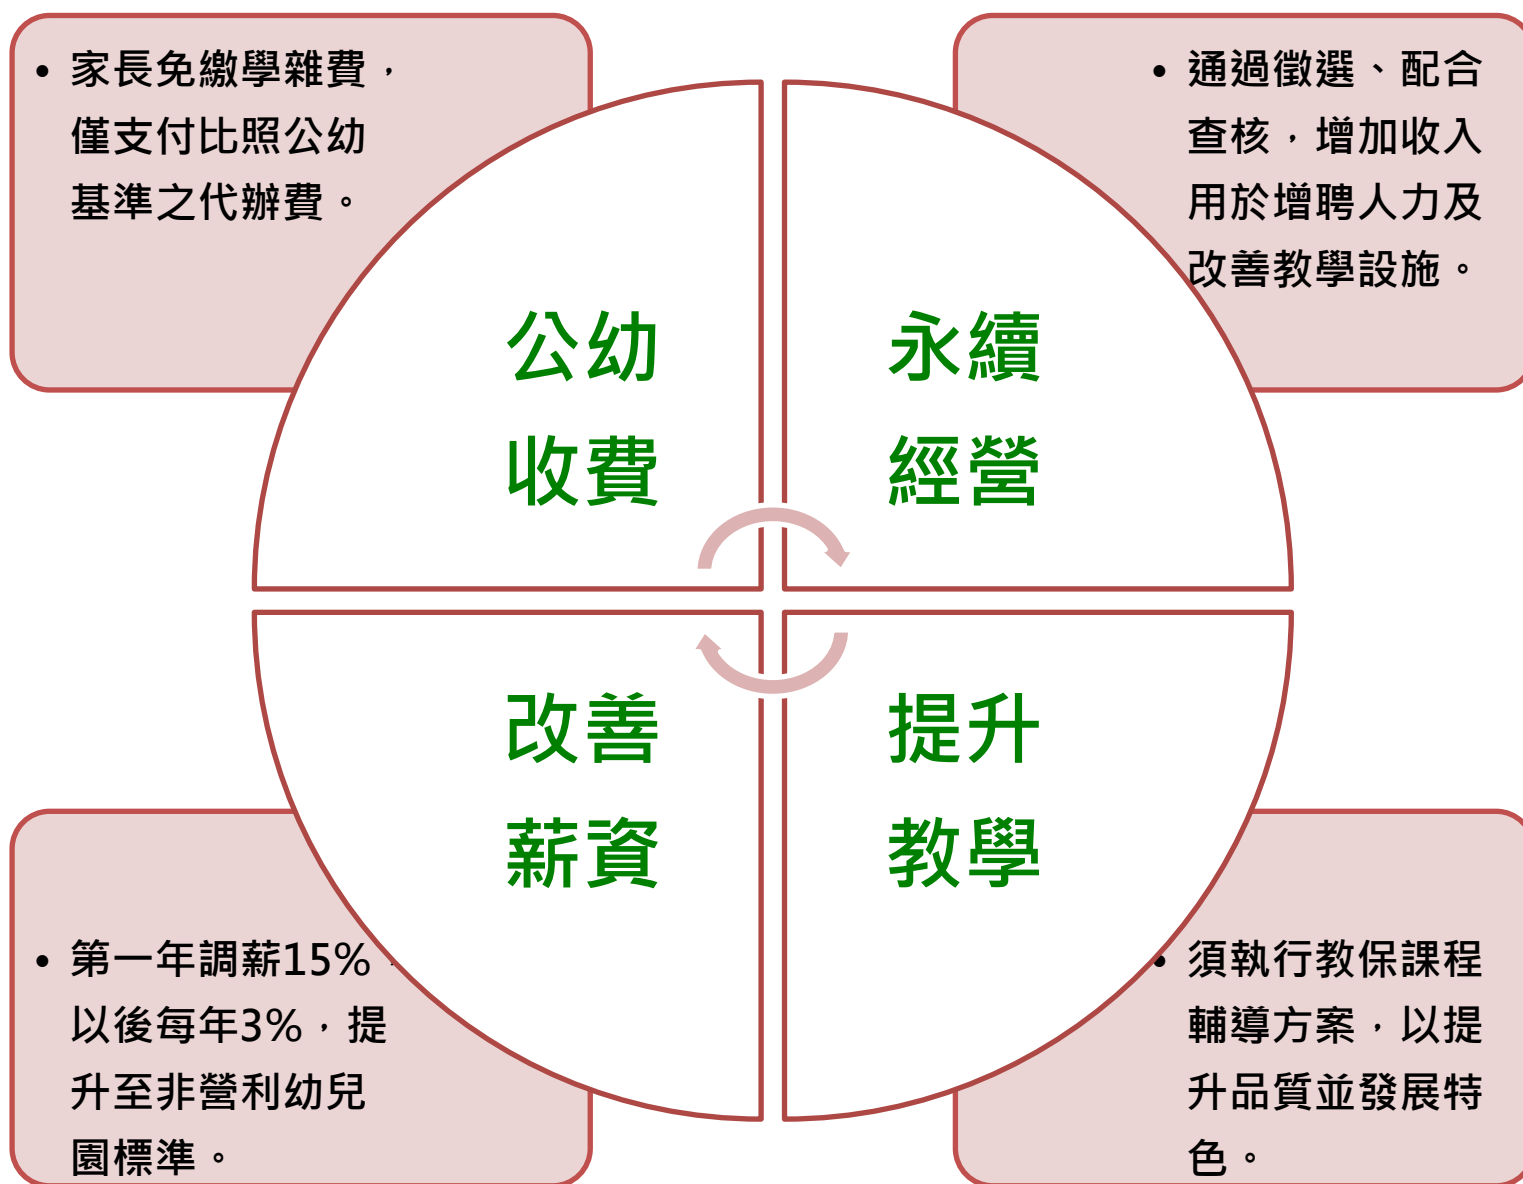 • 家長免繳學雜費，
僅支付比照公幼
基準之代辦費。
• 通過徵選、配合
查核，增加收入
用於增聘人力及
改善教學設施。
公幼
收費
永續
經營
改善
薪資
提升
教學
• 第一年調薪15%，
以後每年3%，提
升至非營利幼兒
園標準。
• 須執行教保課程
輔導方案，以提
升品質並發展特
色。